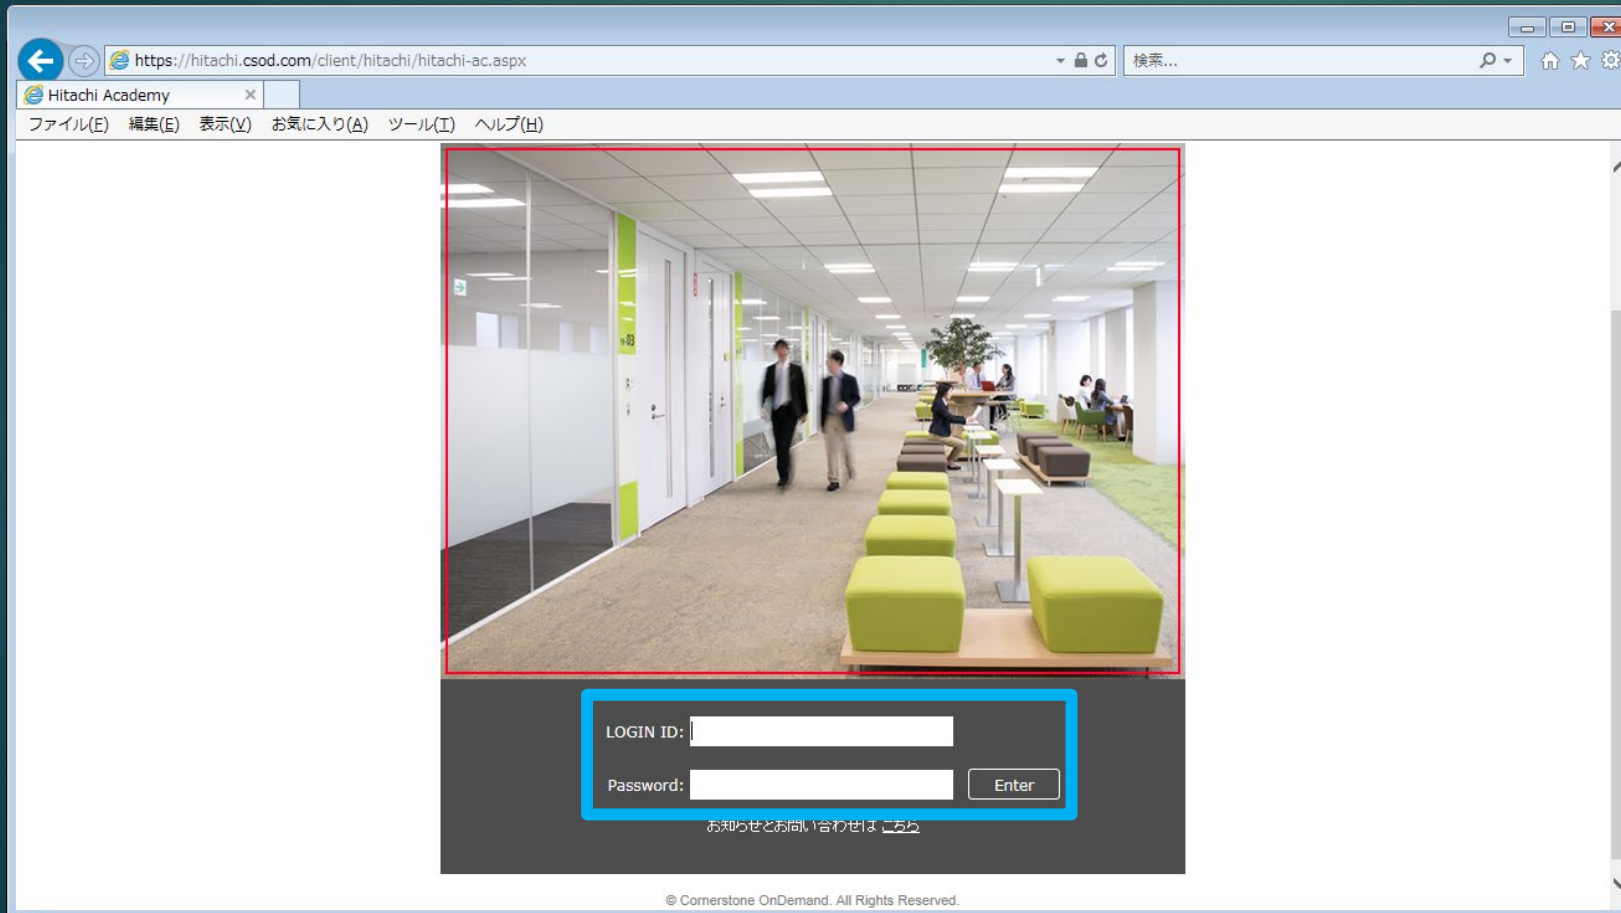 https://hitachi.csod.com/client/hitachi/hitachi-ac.aspx
検索...
Hitachi Academy
ファイル(F) 編集(E) 表示(V) お気に入り(A) ツール(T) ヘルプ(H)
03
LOGIN ID:
Password:
Enter
お知らせとお問い合わせは こちら
© Cornerstone OnDemand. All Rights Reserved.